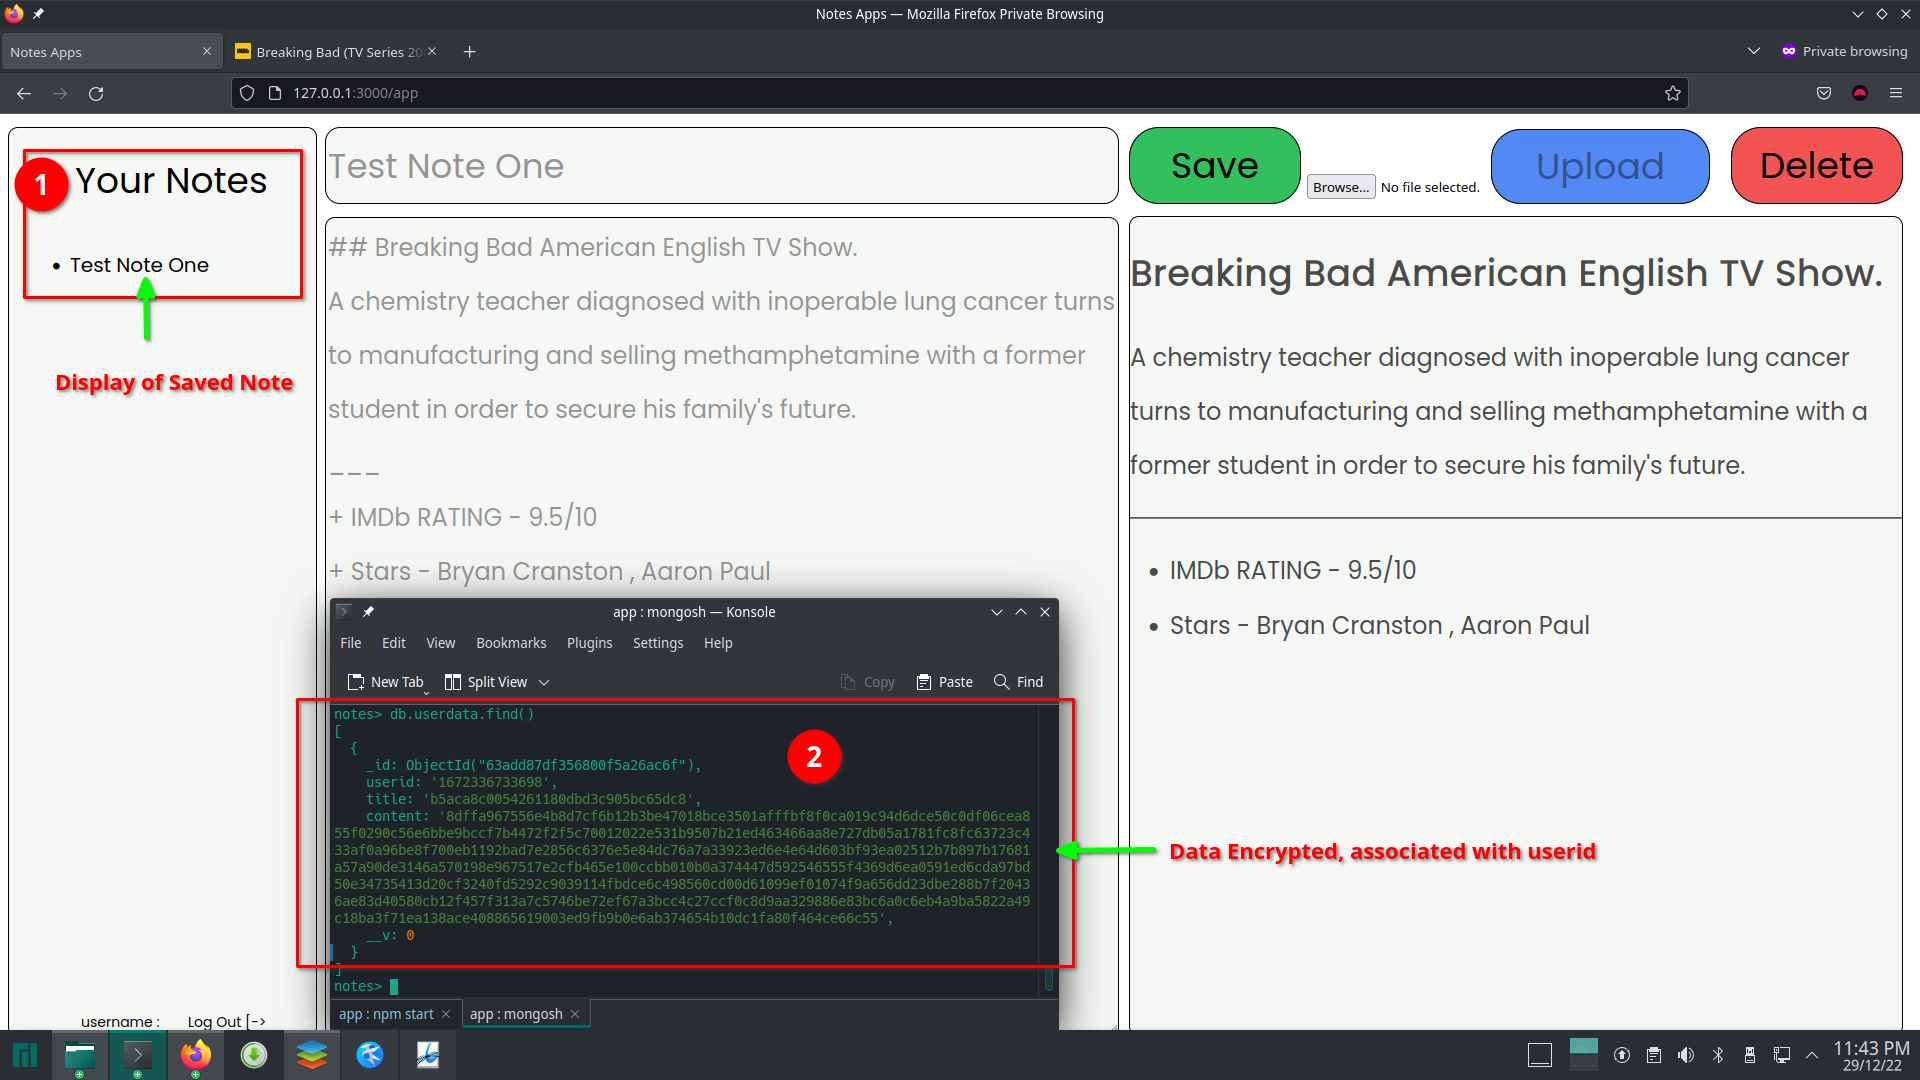 Notes Apps — Mozilla Firefox Private Browsing
Notes Apps
Breaking Bad (TV Series 20
Private browsing
127.0.0.1:3000/app
1
Your Notes
Test Note One
Display of Saved Note
username :
Log Out [->
Test Note One
## Breaking Bad American English TV Show.
A chemistry teacher diagnosed with inoperable lung cancer turns
to manufacturing and selling methamphetamine with a former
student in order to secure his family's future.
---
+ IMDb RATING - 9.5/10
+ Stars - Bryan Cranston , Aaron Paul
Save
Browse...
No file selected.
Upload
Delete
Breaking Bad American English TV Show.
A chemistry teacher diagnosed with inoperable lung cancer
turns to manufacturing and selling methamphetamine with a
former student in order to secure his family's future.
IMDb RATING - 9.5/10
Stars - Bryan Cranston , Aaron Paul
app : mongosh — Konsole
File Edit View Bookmarks Plugins Settings Help
New Tab
Split View
Copy
Paste
Find
notes> db.userdata.find()
[
{
_id: ObjectId("63add87df356800f5a26ac6f"),
userid: '1672336733698',
title: 'b5aca8c0054261180dbd3c905bc65dc8',
content: '8dffa967556e4b8d7cf6b12b3be47018bce3501afffbf8f0ca019c94d6dce50c0df06cea8
55f0290c56e6bbe9bccf7b4472f2f5c70012022e531b9507b21ed463466aa8e727db05a1781fc8fc63723c4
33af0a96be8f700eb1192bad7e2856c6376e5e84dc76a7a33923ed6e4e64d603bf93ea02512b7b897b17681
a57a90de3146a570198e967517e2cfb465e100ccbb010b0a374447d592546555f4369d6ea0591ed6cda97bd
50e34735413d20cf3240fd5292c9039114fbdce6c498560cd00d61099ef01074f9a656dd23dbe288b7f2043
6ae83d40580cb12f457f313a7c5746be72ef67a3bcc4c27ccf0c8d9aa329886e83bc6a0c6eb4a9ba5822a49
c18ba3f71ea138ace408865619003ed9fb9b0e6ab374654b10dc1fa80f464ce66c55',
__v: 0
}
]
notes>
2
Data Encrypted, associated with userid
app : npm start
app : mongosh
11:43 PM
29/12/22